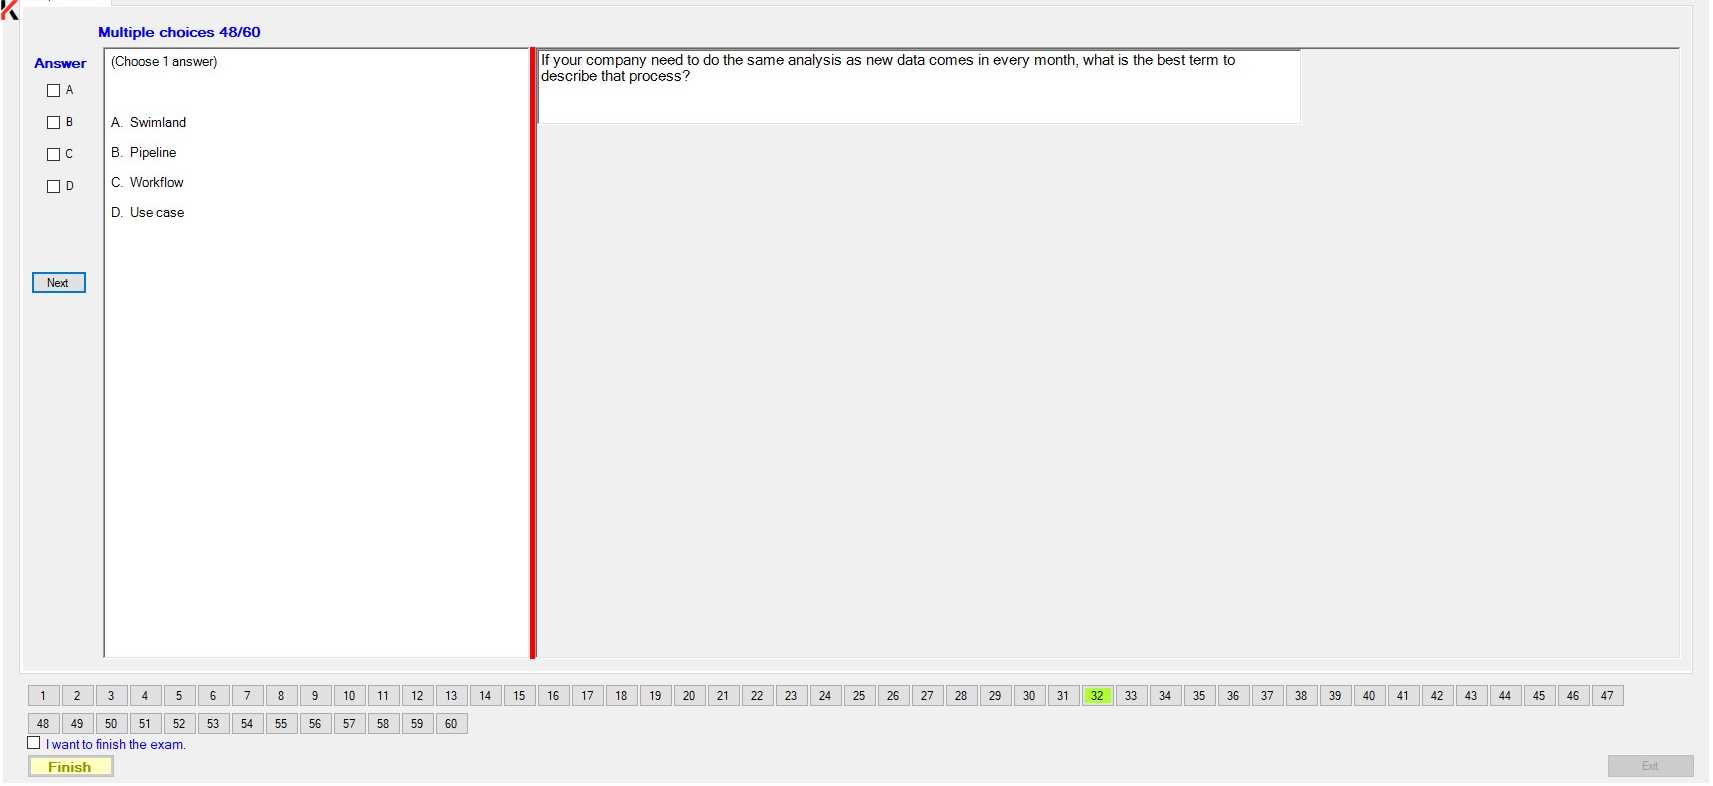 Multiple choices 48/60
Answer
A
B
C
D
Next
(Choose 1 answer)
A. Swimland
B. Pipeline
C. Workflow
D. Use case
If your company need to do the same analysis as new data comes in every month, what is the best term to
describe that process?
1 2 3 4 5 6 7 8 9 10 11 12 13 14 15 16 17 18 19 20 21 22 23 24 25 26 27 28 29 30 31 32 33 34 35 36 37 38 39 40 41 42 43 44 45 46 47
48 49 50 51 52 53 54 55 56 57 58 59 60
I want to finish the exam.
Finish
Exit